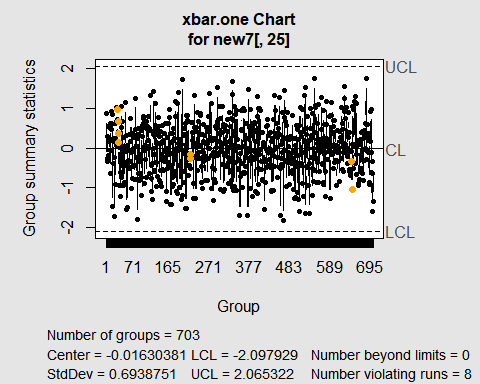 xbar.one Chart
for new7[, 25]
Group summary statistics
2
1
0
-1
-2
UCL
CL
LCL
1 71 165 271 377 483 589 695
Group
Number of groups = 703
Center = -0.01630381 LCL = -2.097929 Number beyond limits = 0
StdDev = 0.6938751 UCL = 2.065322 Number violating runs = 8